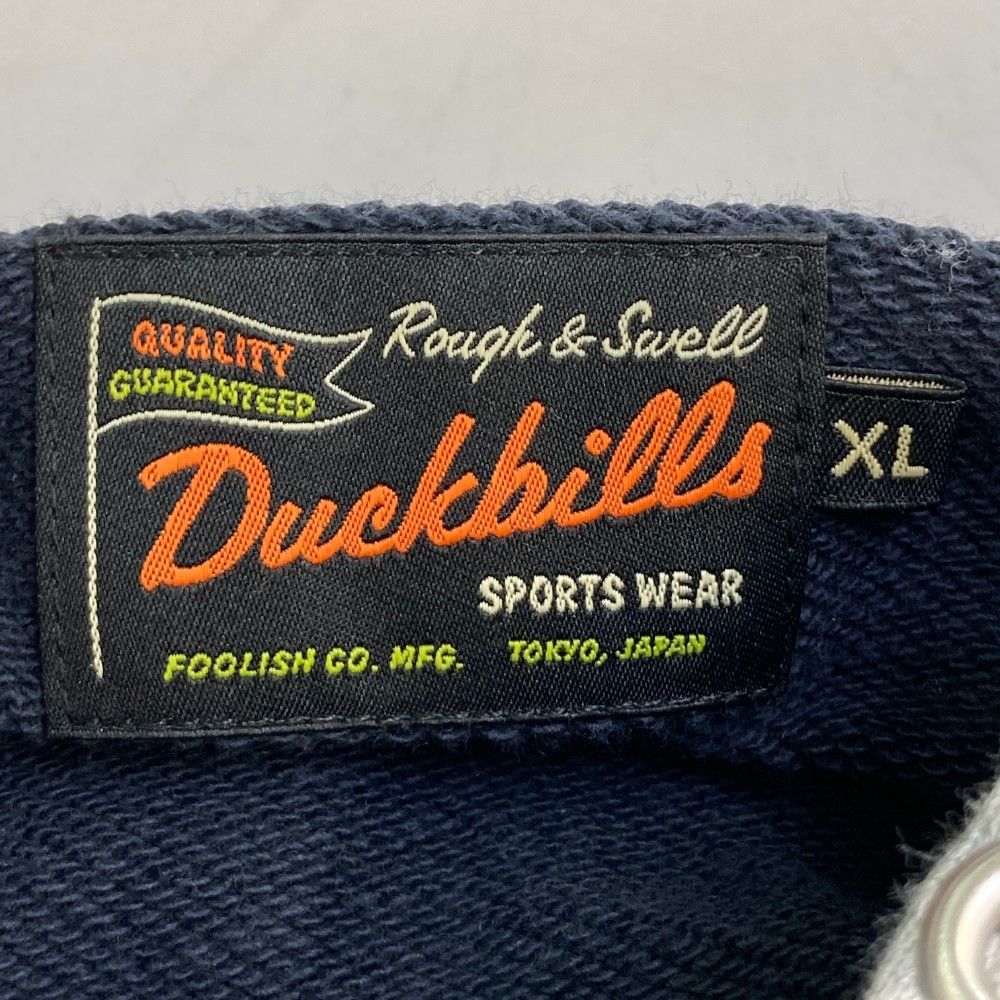 QUALITY
GUARANTEED
Rough & Swell
Duckbills
XL
SPORTS WEAR
FOOLISH CO. MFG. TOKYO, JAPAN